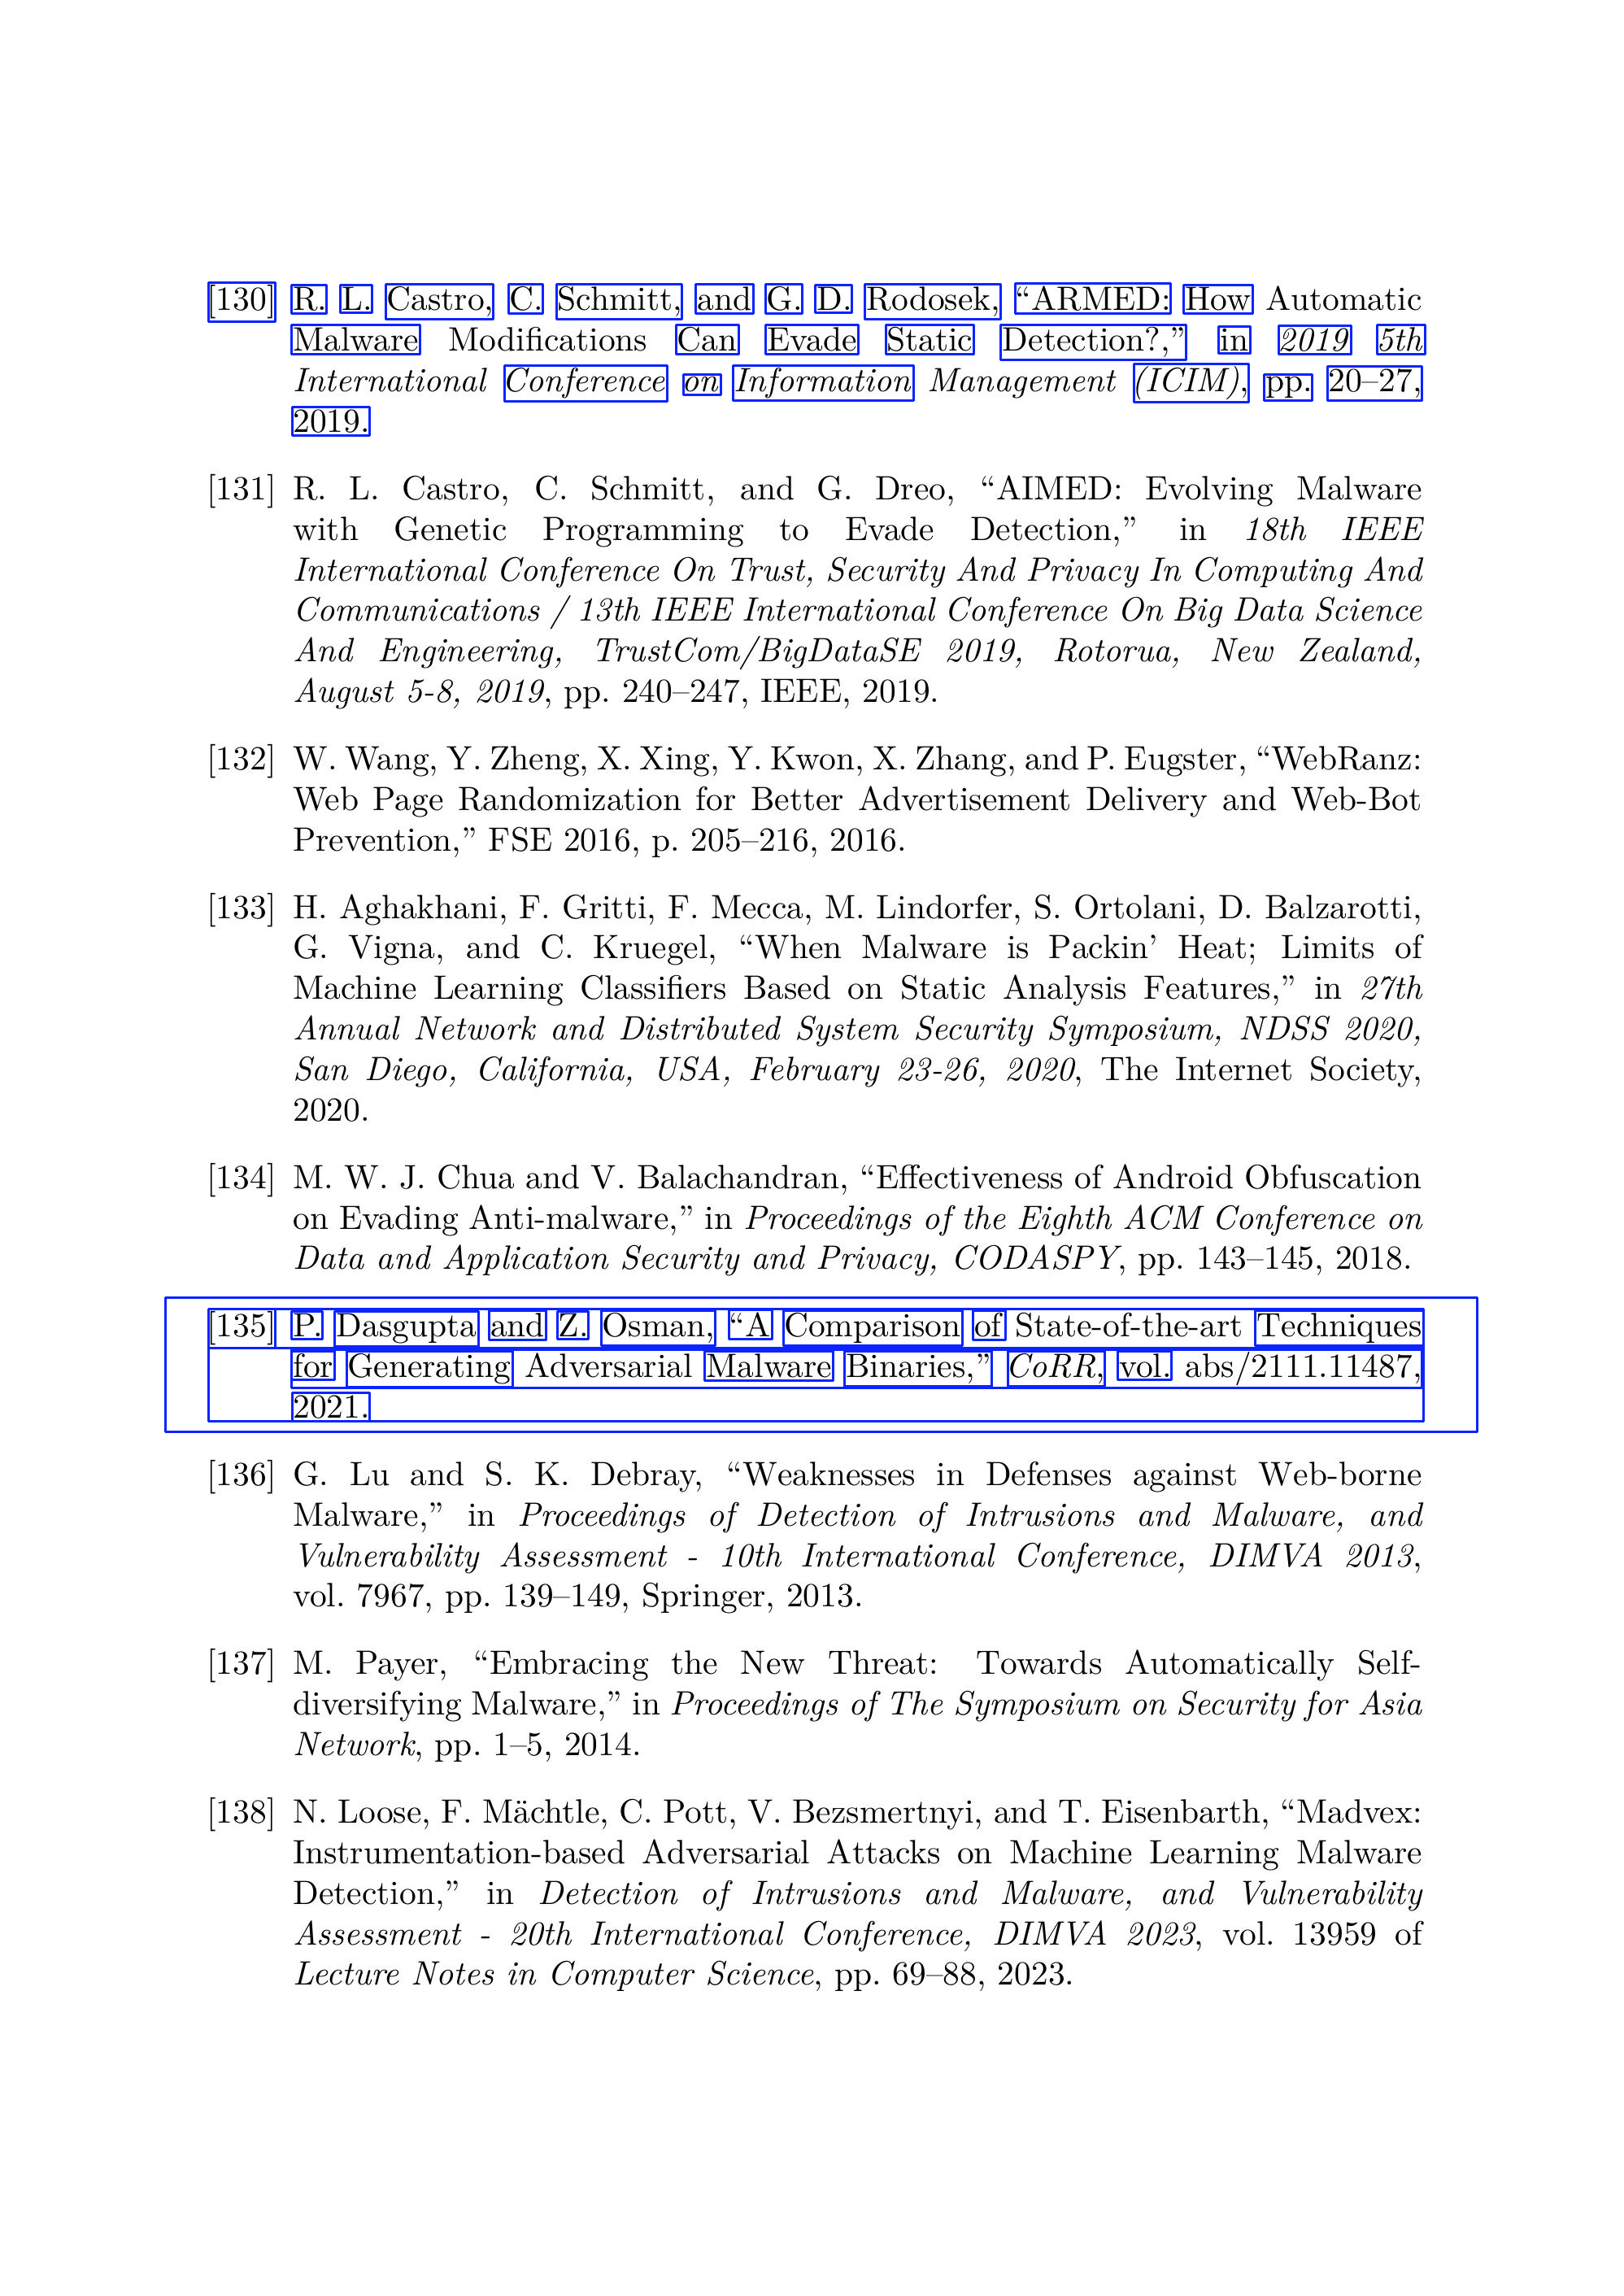 [130] R. L. Castro, C. Schmitt, and G. D. Rodosek, “ARMED: How Automatic
Malware Modifications Can Evade Static Detection?,” in 2019 5th
International Conference on Information Management (ICIM), pp. 20–27,
2019.
[131] R. L. Castro, C. Schmitt, and G. Dreo, “AIMED: Evolving Malware
with Genetic Programming to Evade Detection,” in 18th IEEE
International Conference On Trust, Security And Privacy In Computing And
Communications / 13th IEEE International Conference On Big Data Science
And Engineering, TrustCom/BigDataSE 2019, Rotorua, New Zealand,
August 5-8, 2019, pp. 240–247, IEEE, 2019.
[132] W. Wang, Y. Zheng, X. Xing, Y. Kwon, X. Zhang, and P. Eugster, “WebRanz:
Web Page Randomization for Better Advertisement Delivery and Web-Bot
Prevention,” FSE 2016, p. 205–216, 2016.
[133] H. Aghakhani, F. Gritti, F. Mecca, M. Lindorfer, S. Ortolani, D. Balzarotti,
G. Vigna, and C. Kruegel, “When Malware is Packin’ Heat; Limits of
Machine Learning Classifiers Based on Static Analysis Features,” in 27th
Annual Network and Distributed System Security Symposium, NDSS 2020,
San Diego, California, USA, February 23-26, 2020, The Internet Society,
2020.
[134] M. W. J. Chua and V. Balachandran, “Effectiveness of Android Obfuscation
on Evading Anti-malware,” in Proceedings of the Eighth ACM Conference on
Data and Application Security and Privacy, CODASPY, pp. 143–145, 2018.
[135] P. Dasgupta and Z. Osman, “A Comparison of State-of-the-art Techniques
for Generating Adversarial Malware Binaries,” CoRR, vol. abs/2111.11487,
2021.
[136] G. Lu and S. K. Debray, “Weaknesses in Defenses against Web-borne
Malware,” in Proceedings of Detection of Intrusions and Malware, and
Vulnerability Assessment - 10th International Conference, DIMVA 2013,
vol. 7967, pp. 139–149, Springer, 2013.
[137] M. Payer, “Embracing the New Threat: Towards Automatically Self-
diversifying Malware,” in Proceedings of The Symposium on Security for Asia
Network, pp. 1–5, 2014.
[138] N. Loose, F. Mächtle, C. Pott, V. Bezsmertnyi, and T. Eisenbarth, “Madvex:
Instrumentation-based Adversarial Attacks on Machine Learning Malware
Detection,” in Detection of Intrusions and Malware, and Vulnerability
Assessment - 20th International Conference, DIMVA 2023, vol. 13959 of
Lecture Notes in Computer Science, pp. 69–88, 2023.